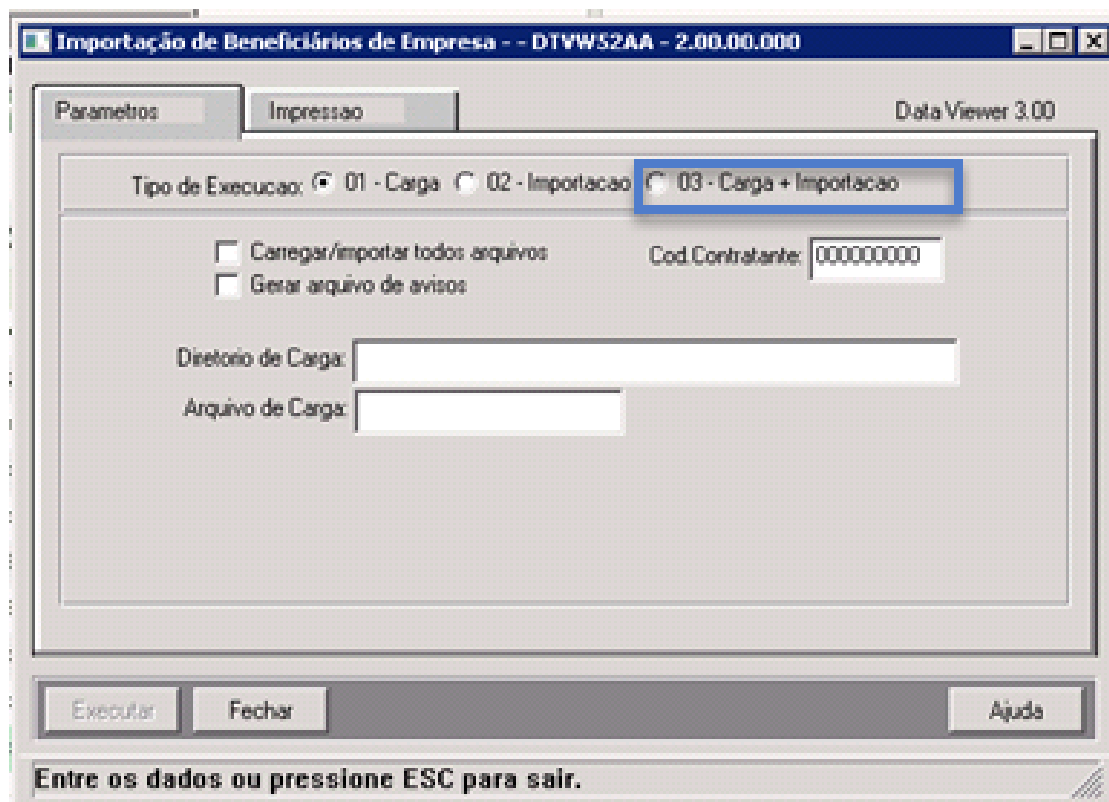 Importação de Beneficiários de Empresa - - DTVW52AA - 2.00.00.000
Parametros Impressao Data Viewer 3.00
Tipo de Execucao: 01 - Carga 02 - Importacao 03 - Carga + Importacao
Carregar/importar todos arquivos Cod.Contratante: 000000000
Gerar arquivo de avisos
Diretorio de Carga:
Arquivo de Carga:
Executar Fechar Ajuda
Entre os dados ou pressione ESC para sair.